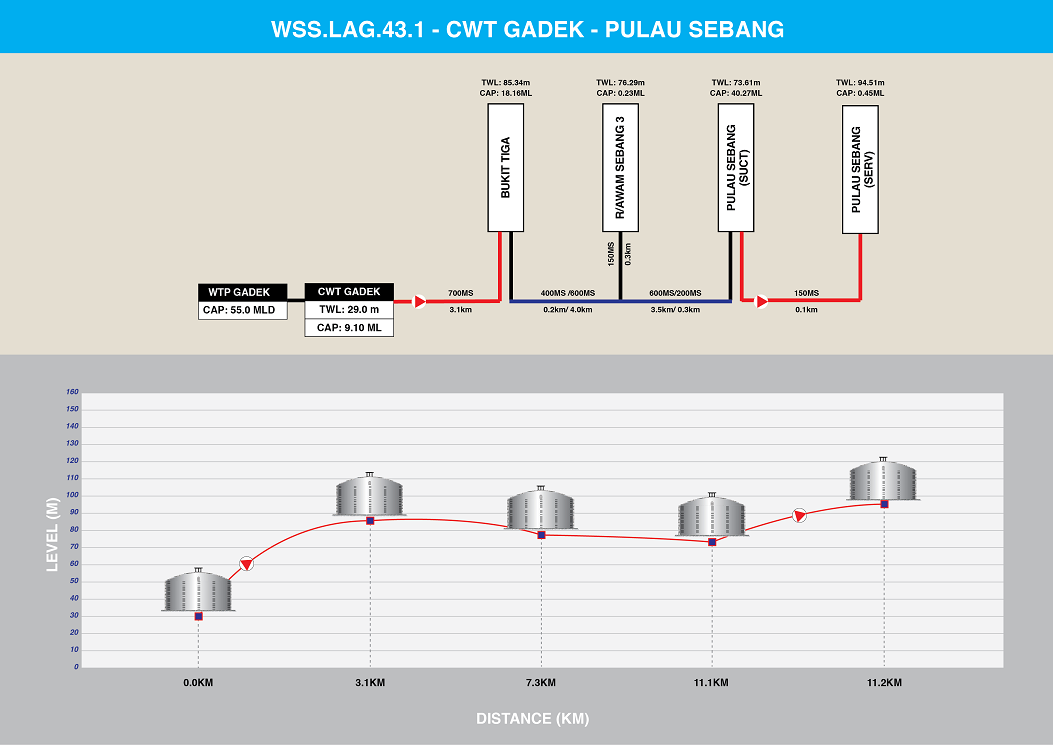 WSS.LAG.43.1 - CWT GADEK - PULAU SEBANG
TWL: 85.34m
CAP: 18.16ML
TWL: 76.29m
CAP: 0.23ML
TWL: 73.61m
CAP: 40.27ML
TWL: 94.51m
CAP: 0.45ML
BUKIT TIGA
R/AWAM SEBANG 3
PULAU SEBANG
(SUCT)
PULAU SEBANG
(SERV)
150MS
0.3km
WTP GADEK
CAP: 55.0 MLD
CWT GADEK
TWL: 29.0 m
CAP: 9.10 ML
700MS
3.1km
400MS /600MS
0.2km/ 4.0km
600MS/200MS
3.5km/ 0.3km
150MS
0.1km
160
150
140
130
120
110
100
90
80
70
60
50
40
30
20
10
0
LEVEL (M)
0.0KM
3.1KM
7.3KM
11.1KM
11.2KM
DISTANCE (KM)